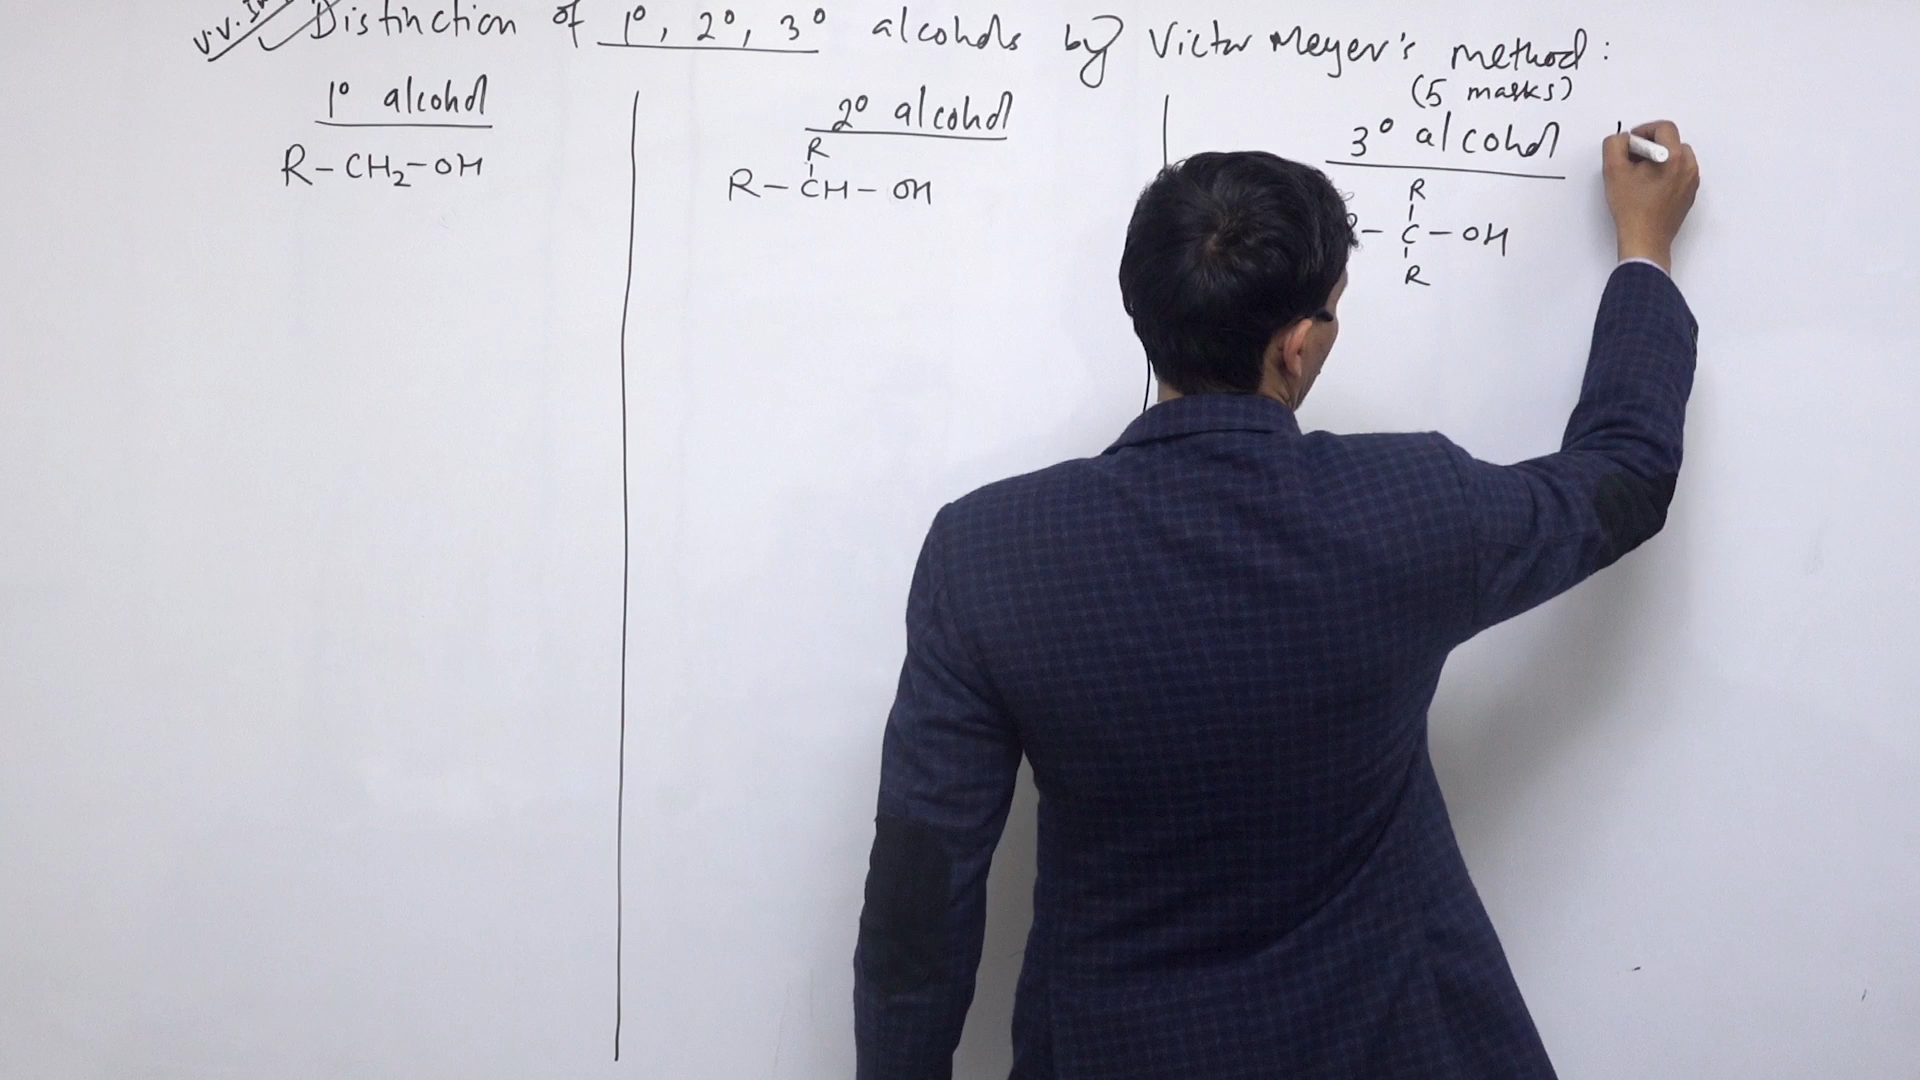 v.v. Im
Distinction of 1°, 2°, 3° alcohols by Victor Meyer's method:
(5 marks)
1° alcohol
R-CH₂-OH
2° alcohol
R
R-CH-OH
3° alcohol
R
R-C-OH
R